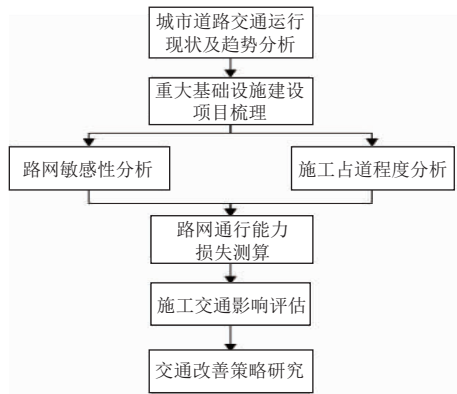 城市道路交通运行
现状及趋势分析
重大基础设施建设
项目梳理
路网敏感性分析
施工占道程度分析
路网通行能力
损失测算
施工交通影响评估
交通改善策略研究